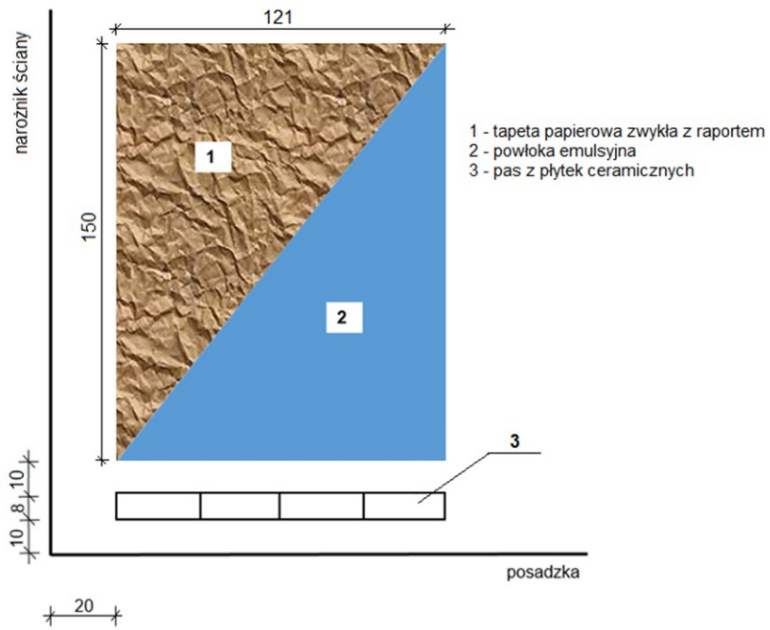 121
narożnik ściany
1 - tapeta papierowa zwykła z raportem
2 - powłoka emulsyjna
3 - pas z płytek ceramicznych
1
150
2
3
10
8
10
posadzka
20